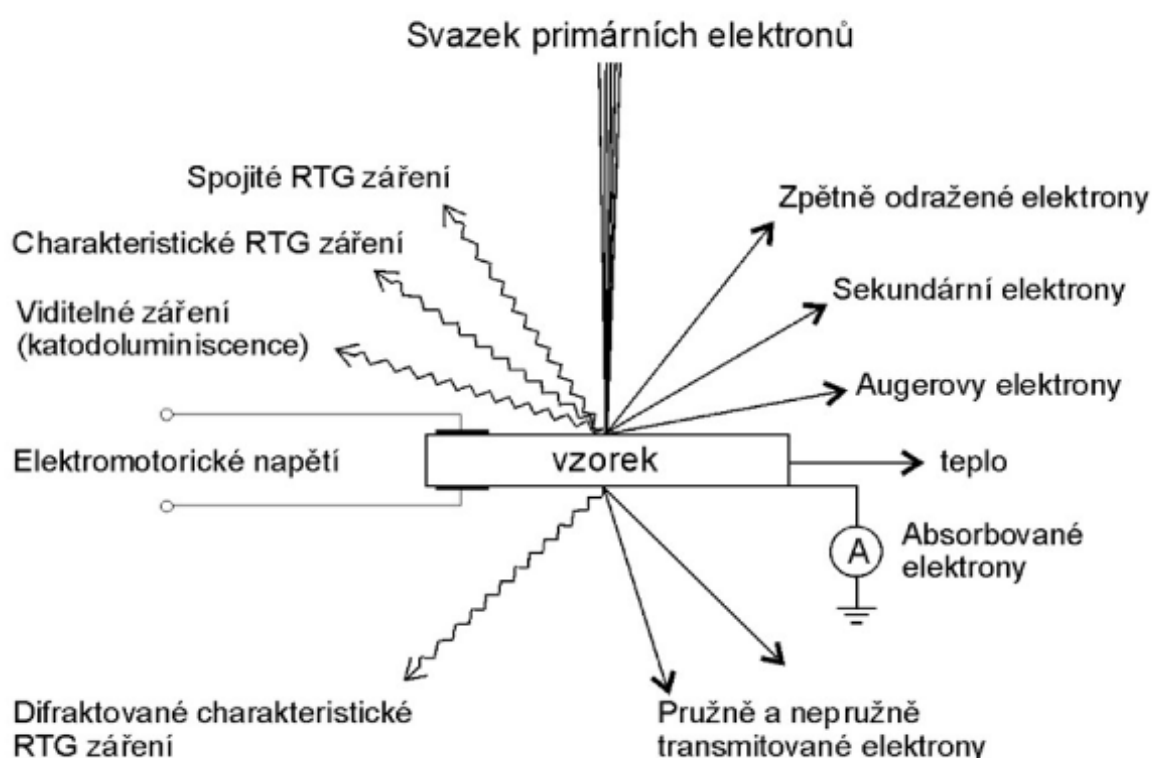 Svazek primárních elektronů
Spojité RTG záření
Zpětně odražené elektrony
Charakteristické RTG záření
Sekundární elektrony
Viditelné záření
(katodoluminiscence)
Augerovy elektrony
Elektromotorické napětí
vzorek
teplo
A
Absorbované
elektrony
Difraktované charakteristické
RTG záření
Pružně a nepružně
transmitované elektrony